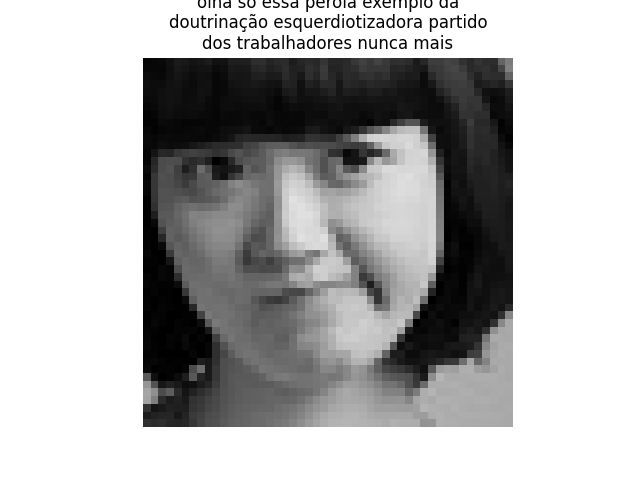 olha só essa pérola exemplo da
doutrinação esquerdiotizadora partido
dos trabalhadores nunca mais